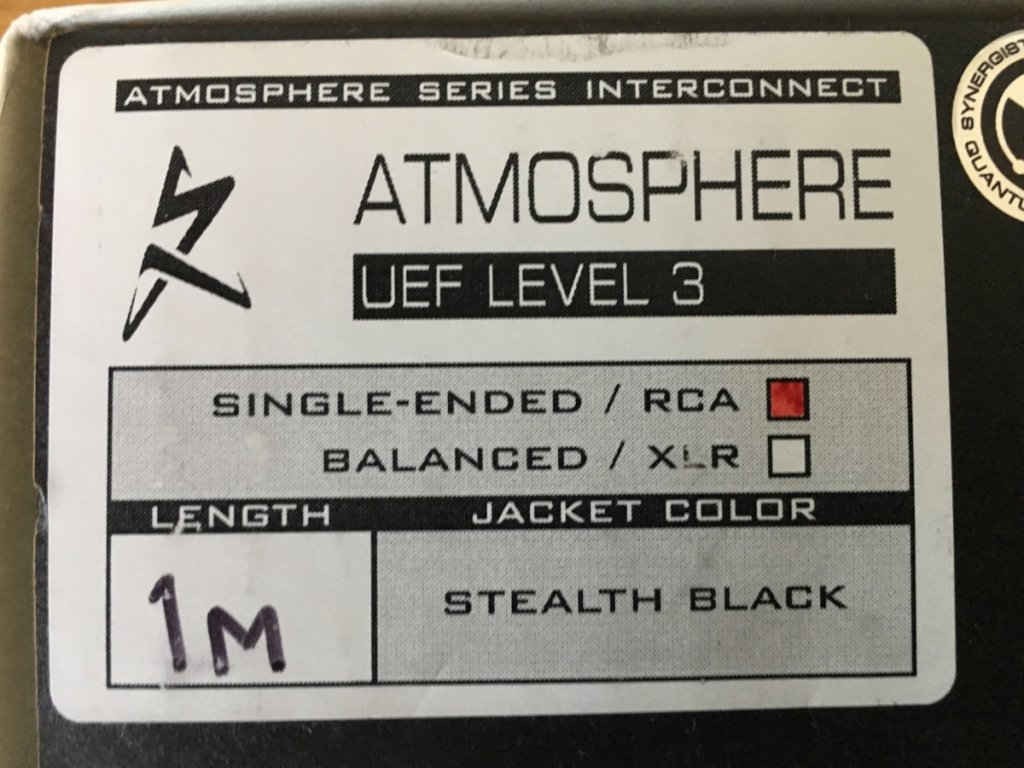 ATMOSPHERE SERIES INTERCONNECT
ATMOSPHERE
UEF LEVEL 3
SINGLE-ENDED / RCA
BALANCED / XLR
LENGTH
JACKET COLOR
1M
STEALTH BLACK